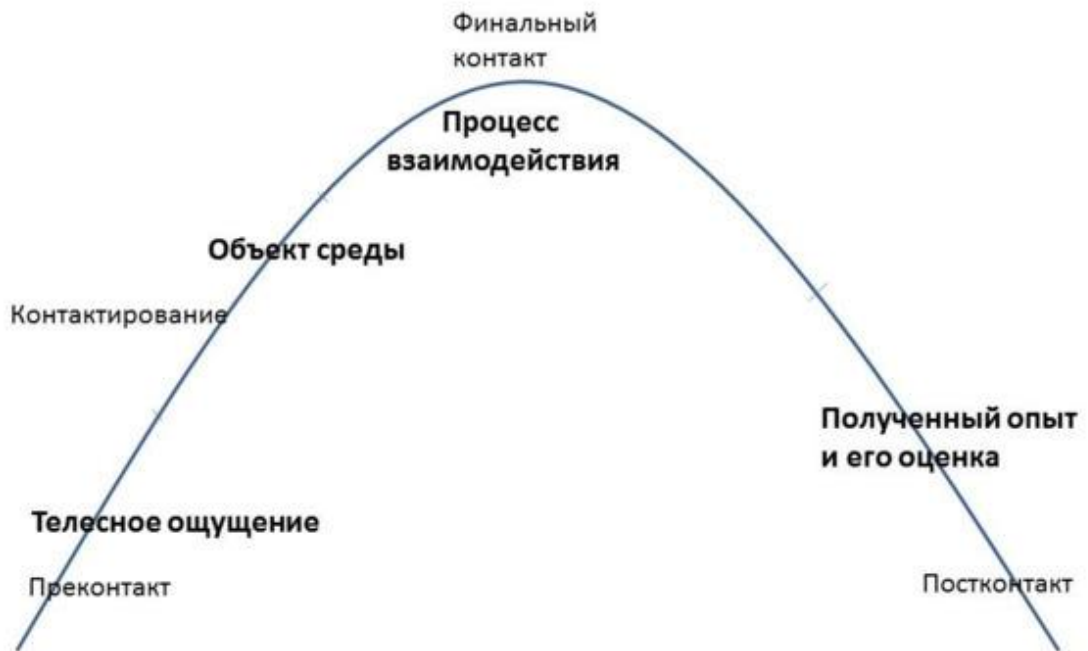 Финальный
контакт
Процесс
взаимодействия
Объект среды
Контактирование
Полученный опыт
и его оценка
Телесное ощущение
Преконтакт
Постконтакт